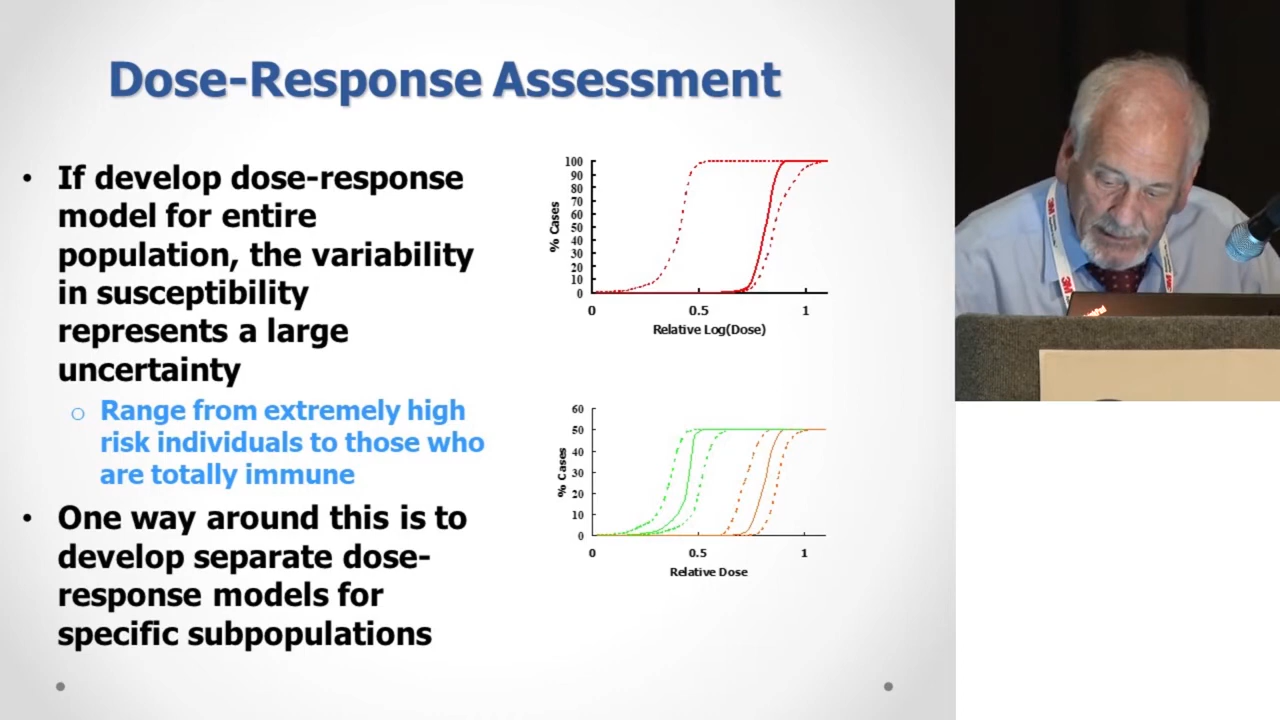 Dose-Response Assessment
• If develop dose-response
model for entire
population, the variability
in susceptibility
represents a large
uncertainty
○ Range from extremely high
risk individuals to those who
are totally immune
• One way around this is to
develop separate dose-
response models for
specific subpopulations
100
90
80
70
60
50
40
30
20
10
0
% Cases
0 0.5 1
Relative Log(Dose)
60
50
40
30
20
10
0
% Cases
0 0.5 1
Relative Dose
3M
3M